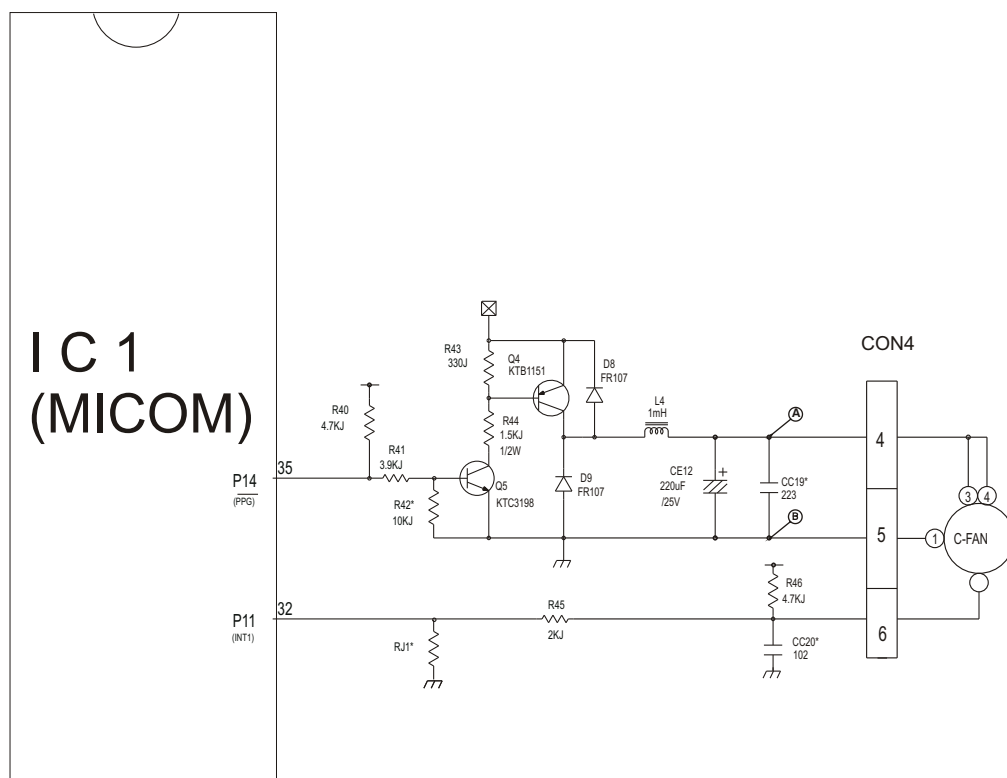 I C 1
(MICOM)
P14
(PPG)
35
P11
(INT1)
32
R40
4.7KJ
R41
3.9KJ
R42*
10KJ
R43
330J
Q4
KTB1151
D8
FR107
R44
1.5KJ
1/2W
Q5
KTC3198
D9
FR107
L4
1mH
A
CE12
220uF
/25V
+
CC19*
223
B
CON4
4
5
6
3
4
1
C-FAN
R46
4.7KJ
R45
2KJ
RJ1*
CC20*
102